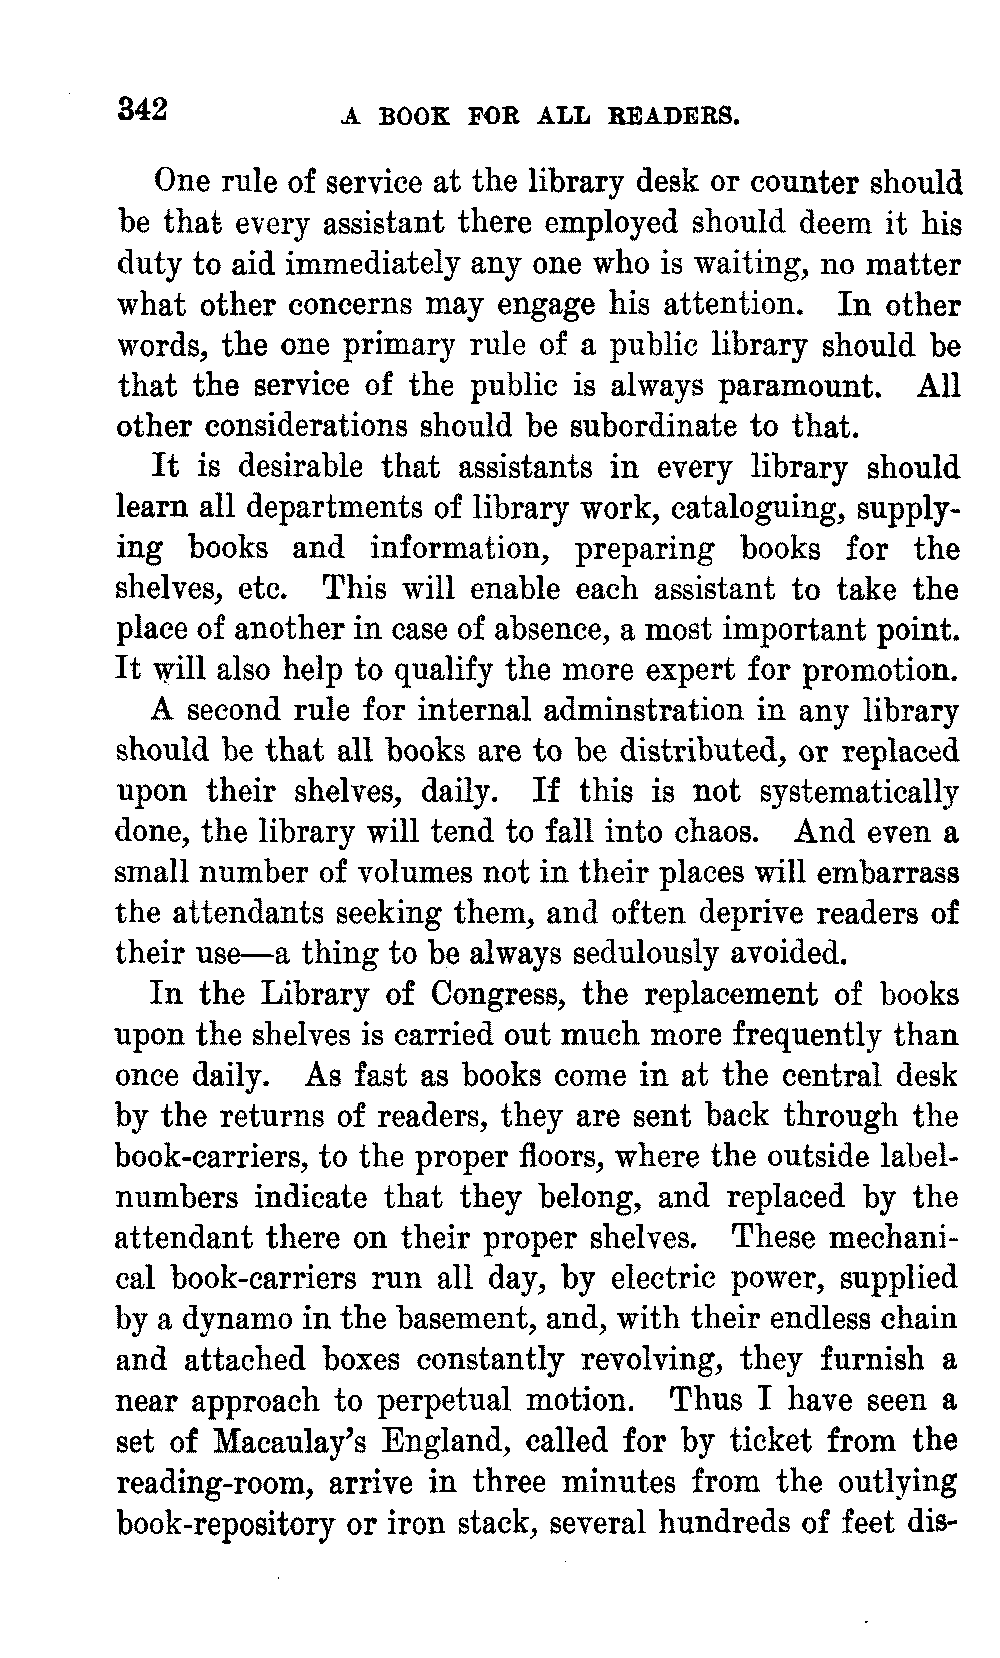 342
A BOOK FOR ALL READERS.
One rule of service at the library desk or counter should
be that every assistant there employed should deem it his
duty to aid immediately any one who is waiting, no matter
what other concerns may engage his attention. In other
words, the one primary rule of a public library should be
that the service of the public is always paramount. All
other considerations should be subordinate to that.
It is desirable that assistants in every library should
learn all departments of library work, cataloguing, supply-
ing books and information, preparing books for the
shelves, etc. This will enable each assistant to take the
place of another in case of absence, a most important point.
It will also help to qualify the more expert for promotion.
A second rule for internal adminstration in any library
should be that all books are to be distributed, or replaced
upon their shelves, daily. If this is not systematically
done, the library will tend to fall into chaos. And even a
small number of volumes not in their places will embarrass
the attendants seeking them, and often deprive readers of
their use—a thing to be always sedulously avoided.
In the Library of Congress, the replacement of books
upon the shelves is carried out much more frequently than
once daily. As fast as books come in at the central desk
by the returns of readers, they are sent back through the
book-carriers, to the proper floors, where the outside label-
numbers indicate that they belong, and replaced by the
attendant there on their proper shelves. These mechani-
cal book-carriers run all day, by electric power, supplied
by a dynamo in the basement, and, with their endless chain
and attached boxes constantly revolving, they furnish a
near approach to perpetual motion. Thus I have seen a
set of Macaulay's England, called for by ticket from the
reading-room, arrive in three minutes from the outlying
book-repository or iron stack, several hundreds of feet dis-